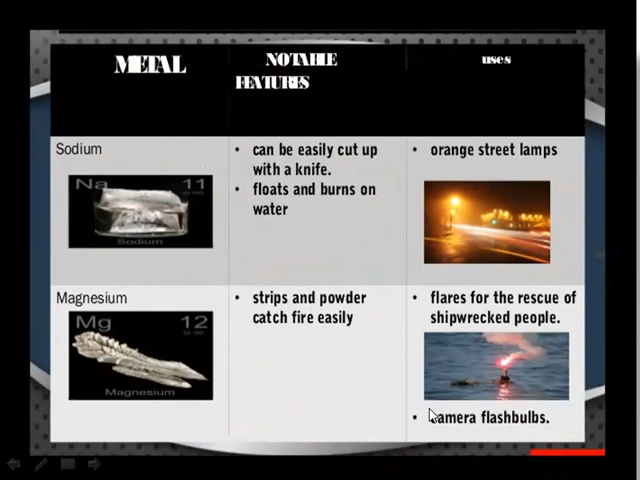 METAL
NOTABLE
FEATURES
uses
Sodium
Na 11
Sodium
• can be easily cut up
with a knife.
• floats and burns on
water
• orange street lamps
Magnesium
Mg 12
Magnesium
• strips and powder
catch fire easily
• flares for the rescue of
shipwrecked people.
• camera flashbulbs.